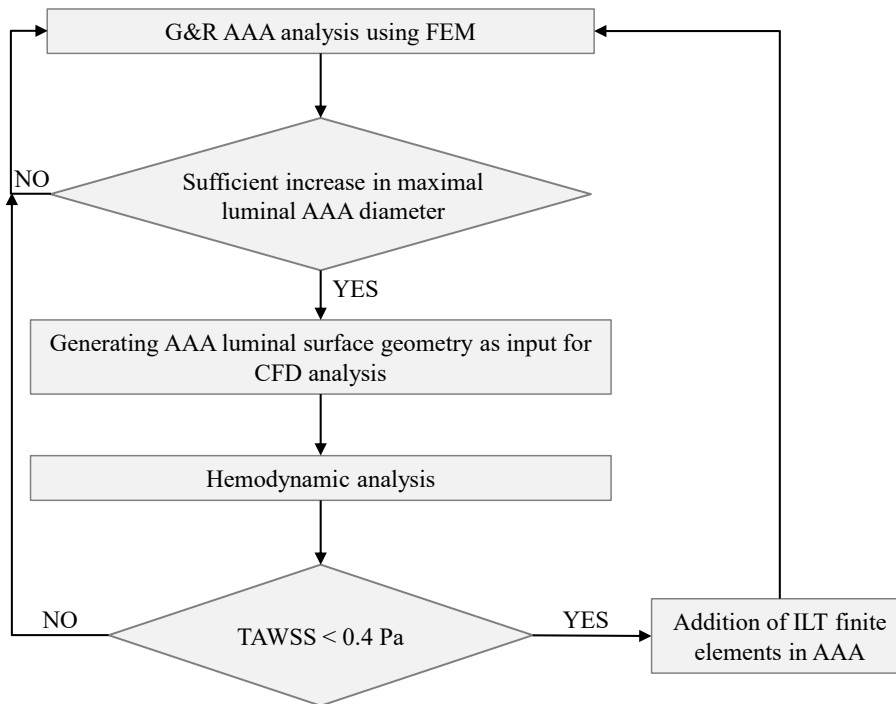 G&R AAA analysis using FEM
NO
Sufficient increase in maximal
luminal AAA diameter
YES
Generating AAA luminal surface geometry as input for
CFD analysis
Hemodynamic analysis
NO
TAWSS < 0.4 Pa
YES
Addition of ILT finite
elements in AAA